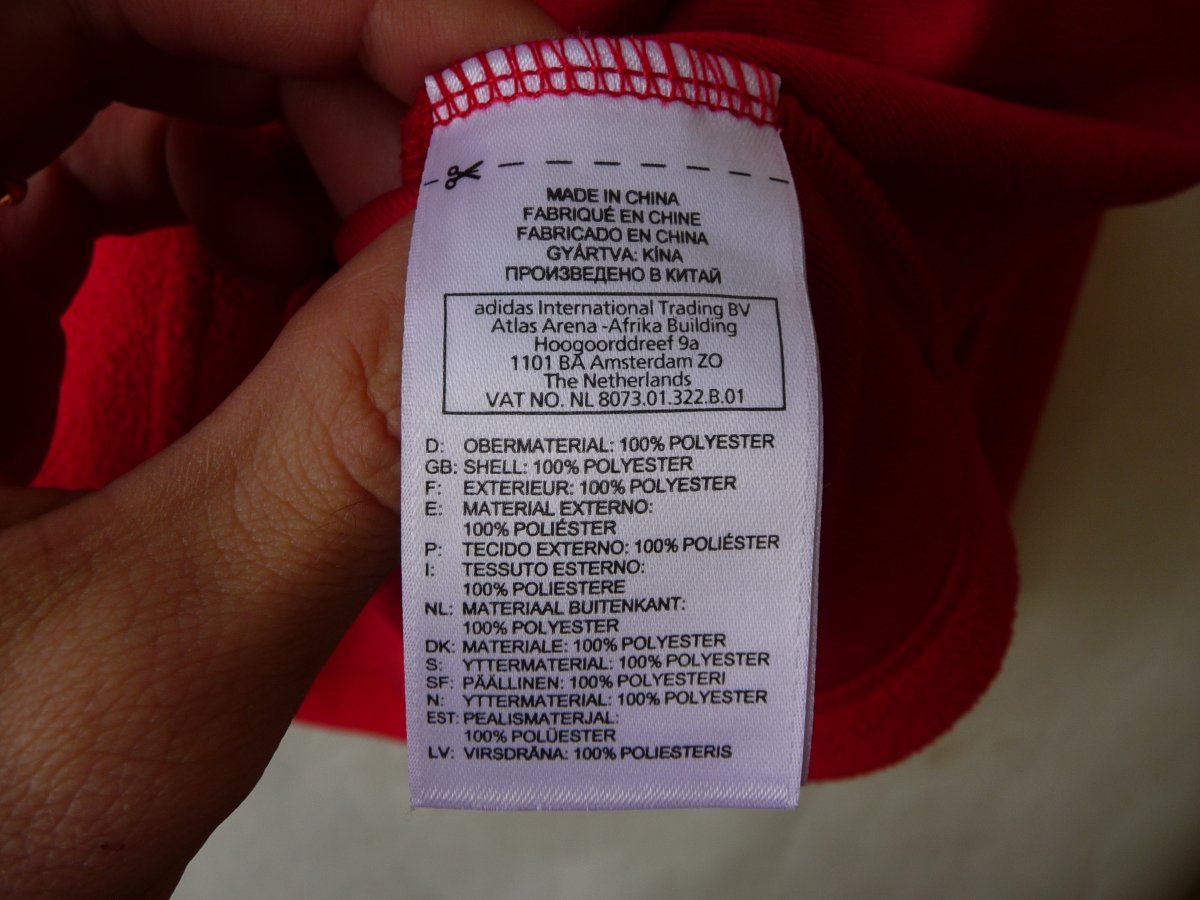 MADE IN CHINA
FABRIQUÉ EN CHINE
FABRICADO EN CHINA
GYÁRTVA: KÍNA
ПРОИЗВЕДЕНО В КИТАЙ
adidas International Trading BV
Atlas Arena -Afrika Building
Hoogoorddreef 9a
1101 BA Amsterdam ZO
The Netherlands
VAT NO. NL 8073.01.322.B.01
D: OBERMATERIAL: 100% POLYESTER
GB: SHELL: 100% POLYESTER
F: EXTERIEUR: 100% POLYESTER
E: MATERIAL EXTERNO:
100% POLIÉSTER
P: TECIDO EXTERNO: 100% POLIÉSTER
I: TESSUTO ESTERNO:
100% POLIESTERE
NL: MATERIAAL BUITENKANT:
100% POLYESTER
DK: MATERIALE: 100% POLYESTER
S: YTTERMATERIAL: 100% POLYESTER
SF: PÄÄLLINEN: 100% POLYESTERI
N: YTTERMATERIAL: 100% POLYESTER
EST: PEALISMATERJAL:
100% POLÜESTER
LV: VIRSDRĀNA: 100% POLIESTERIS